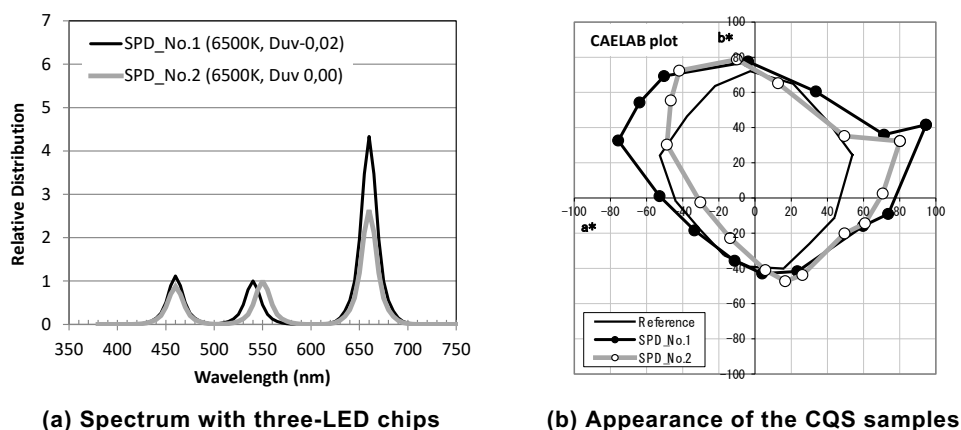 7
6
5
4
3
2
1
0
Relative Distribution
SPD_No.1 (6500K, Duv-0,02)
SPD_No.2 (6500K, Duv 0,00)
350 400 450 500 550 600 650 700 750
Wavelength (nm)
(a) Spectrum with three-LED chips
CAELAB plot
b*
100
80
60
40
20
0
-20
-40
-60
-80
-100
-100 -80 -60 -40 -20 0 20 40 60 80 100
a*
Reference
SPD_No.1
SPD_No.2
(b) Appearance of the CQS samples